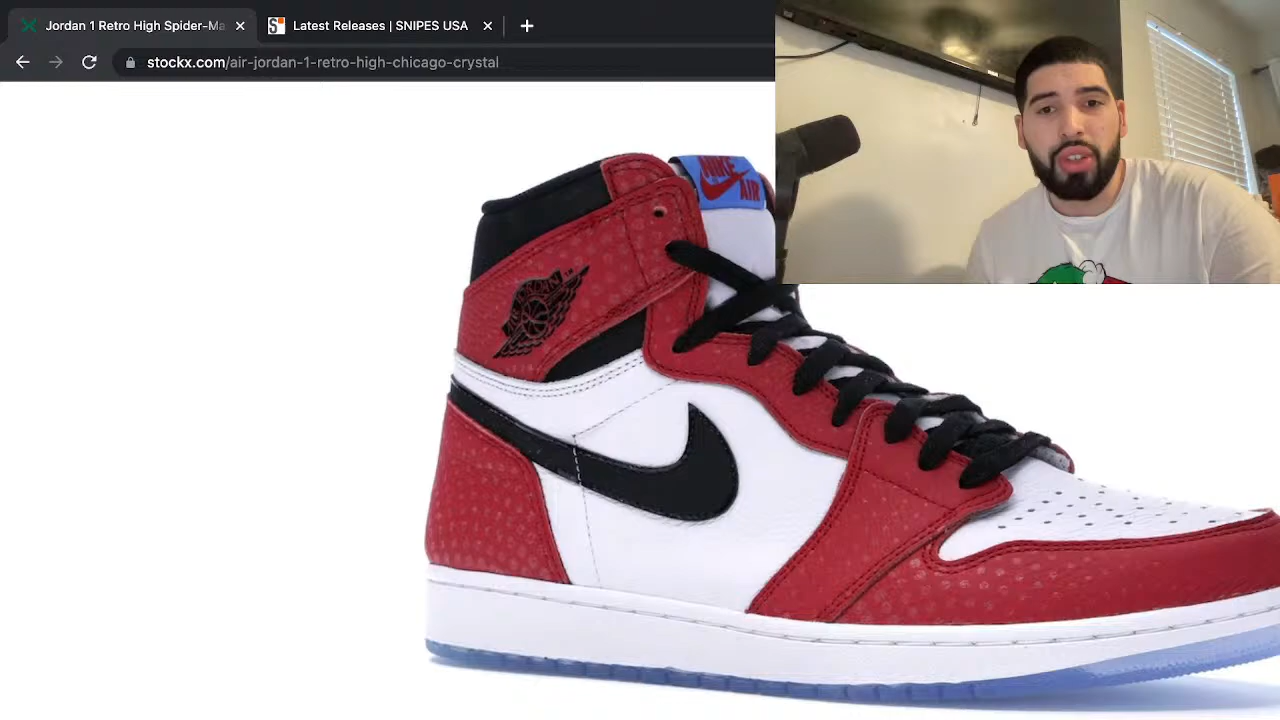 Jordan 1 Retro High Spider-Ma
Latest Releases | SNIPES USA
stockx.com/air-jordan-1-retro-high-chicago-crystal
NIKE
AIR
JORDAN